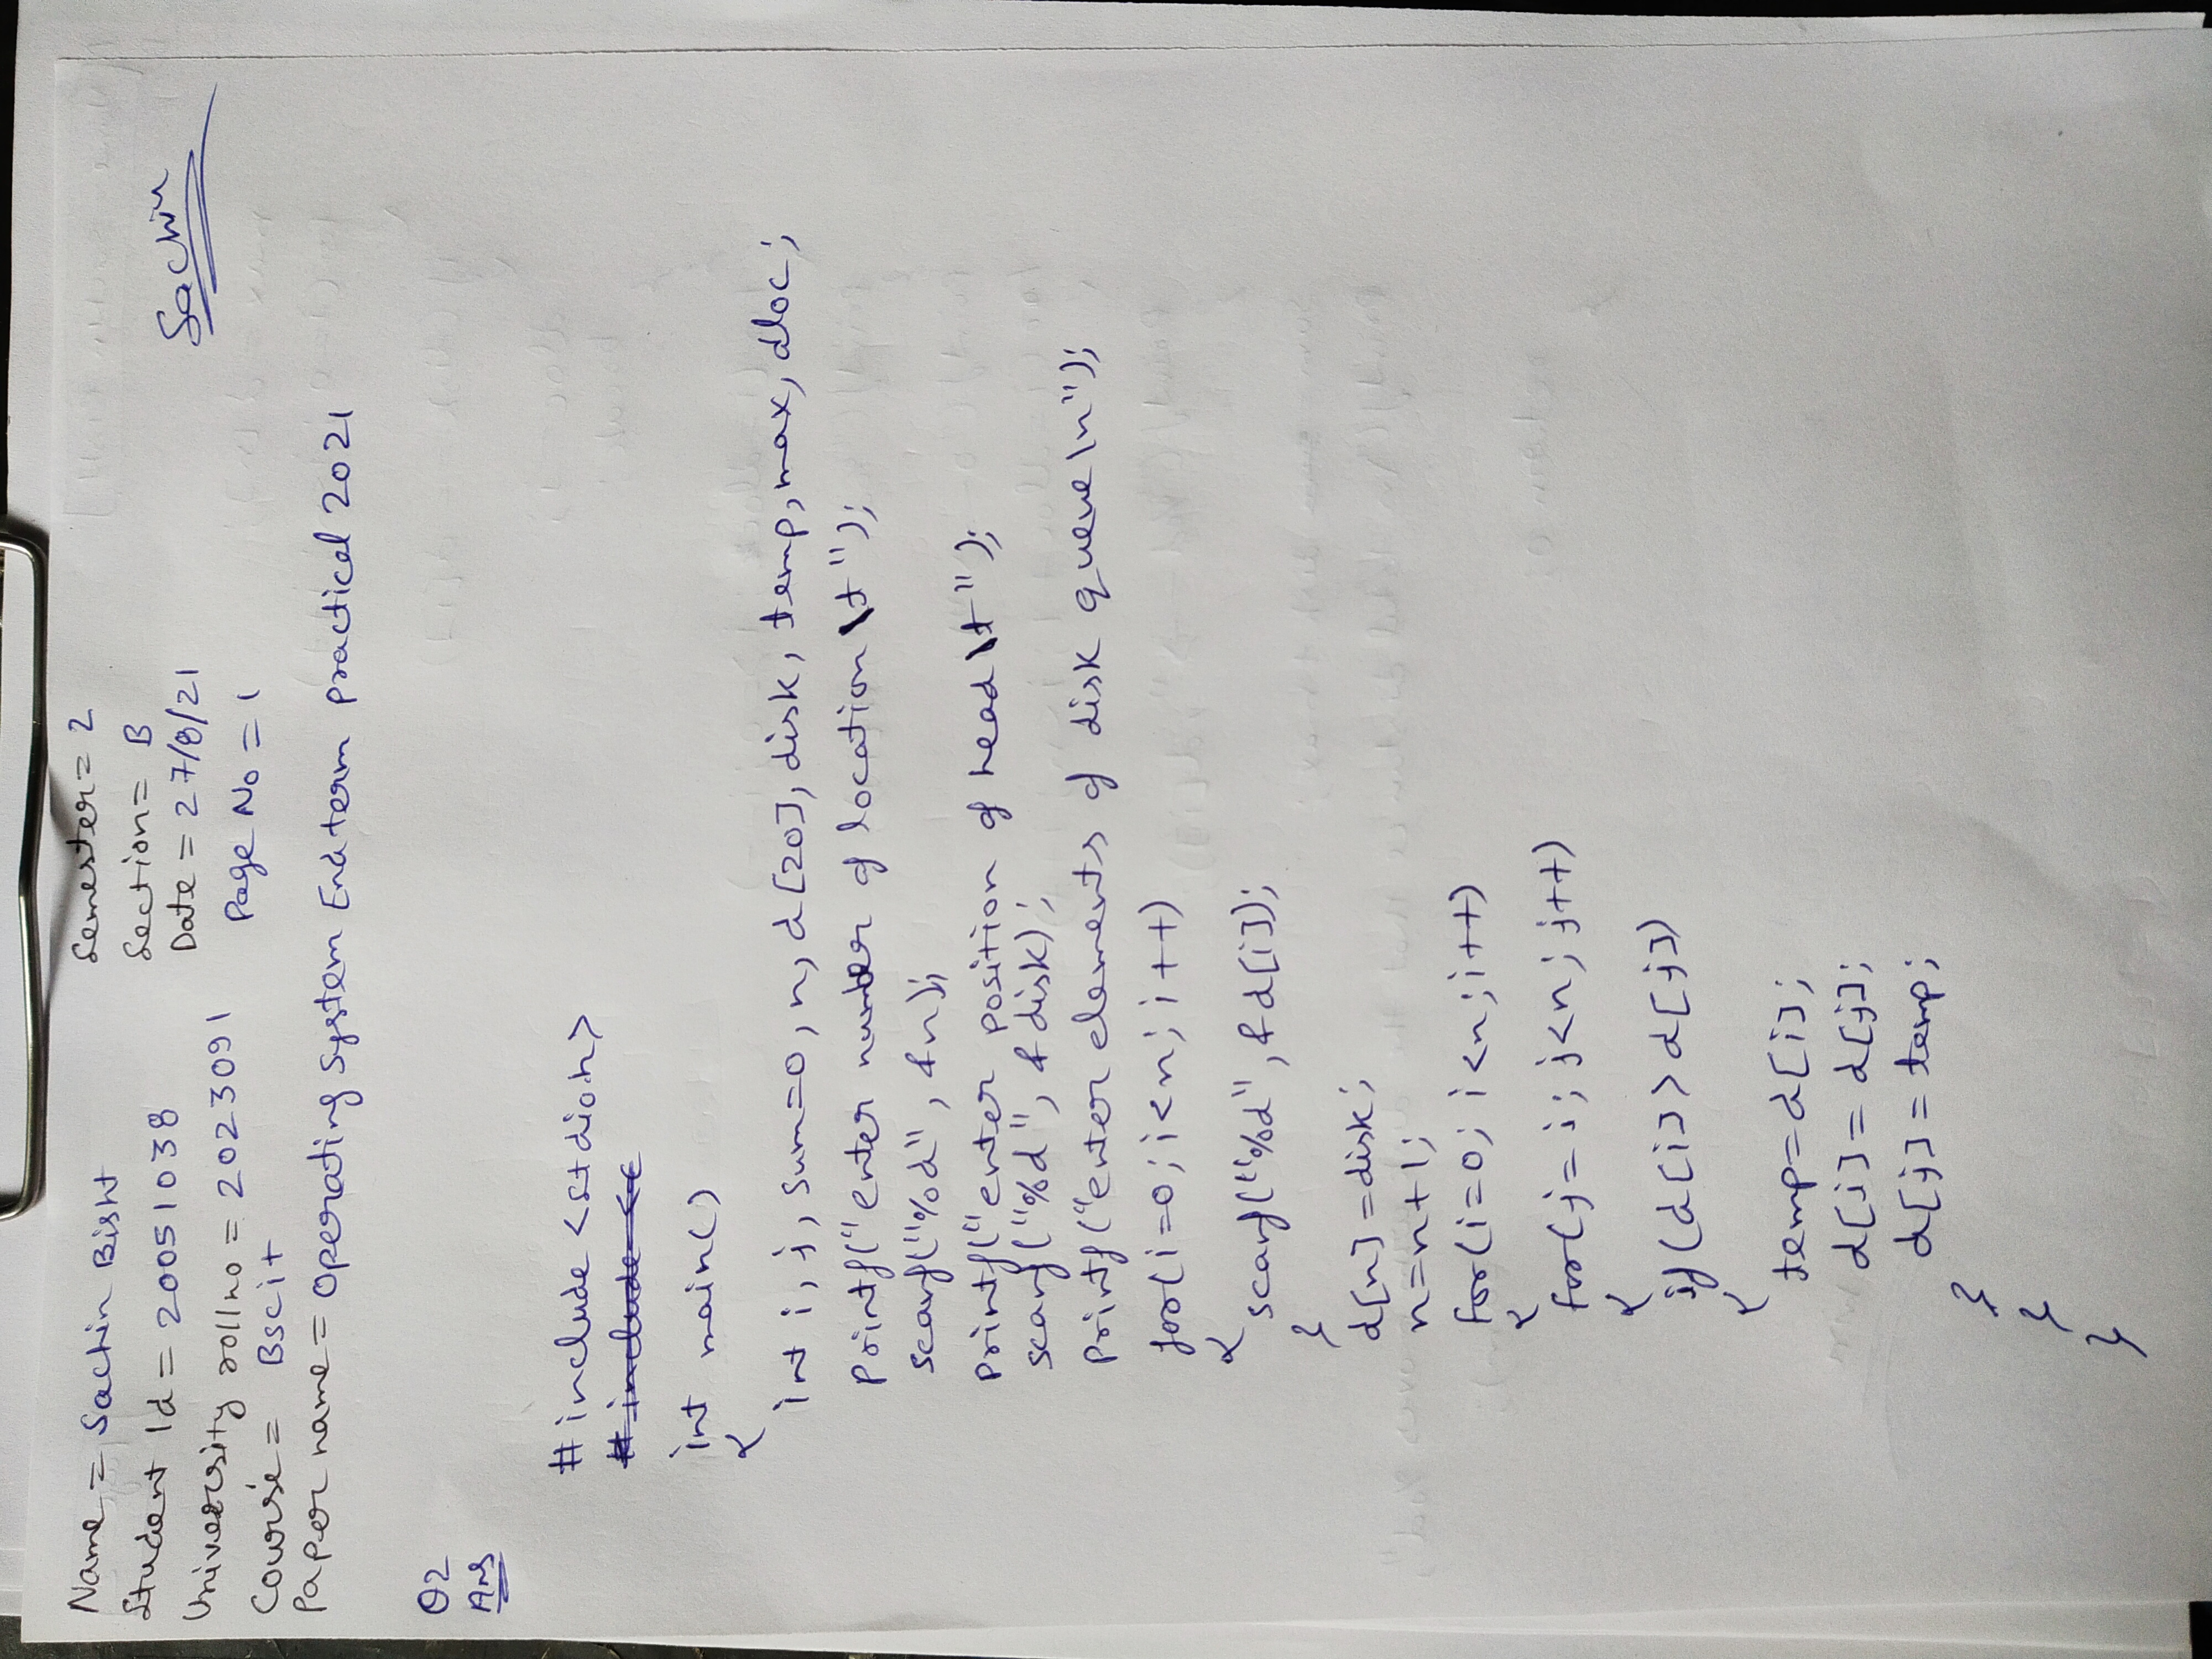 Name = Sachin Bisht
Student Id = 20051038
University rollno = 2023091
Course = Bscit
Paper name = Operating System End term Practical 2021
Semester = 2
Section = B
Date = 27/8/21
Page No = 1
Sachin
Q2
Ans
#include <stdio.h>
#include <c
int main()
{
int i, j, sum=0, n, d[20], disk, temp, max, dloc;
printf("enter number of location \t");
scanf("%d", &n);
printf("enter position of head \t");
scanf("%d", &disk);
printf("enter elements of disk queue\n");
for(i=0; i<n; i++)
{
scanf("%d", &d[i]);
}
d[n]=disk;
n=n+1;
for(i=0; i<n; i++)
{
for(j=i; j<n; j++)
{
if(d[i]>d[j])
{
temp=d[i];
d[i]=d[j];
d[j]=temp;
}
}
}